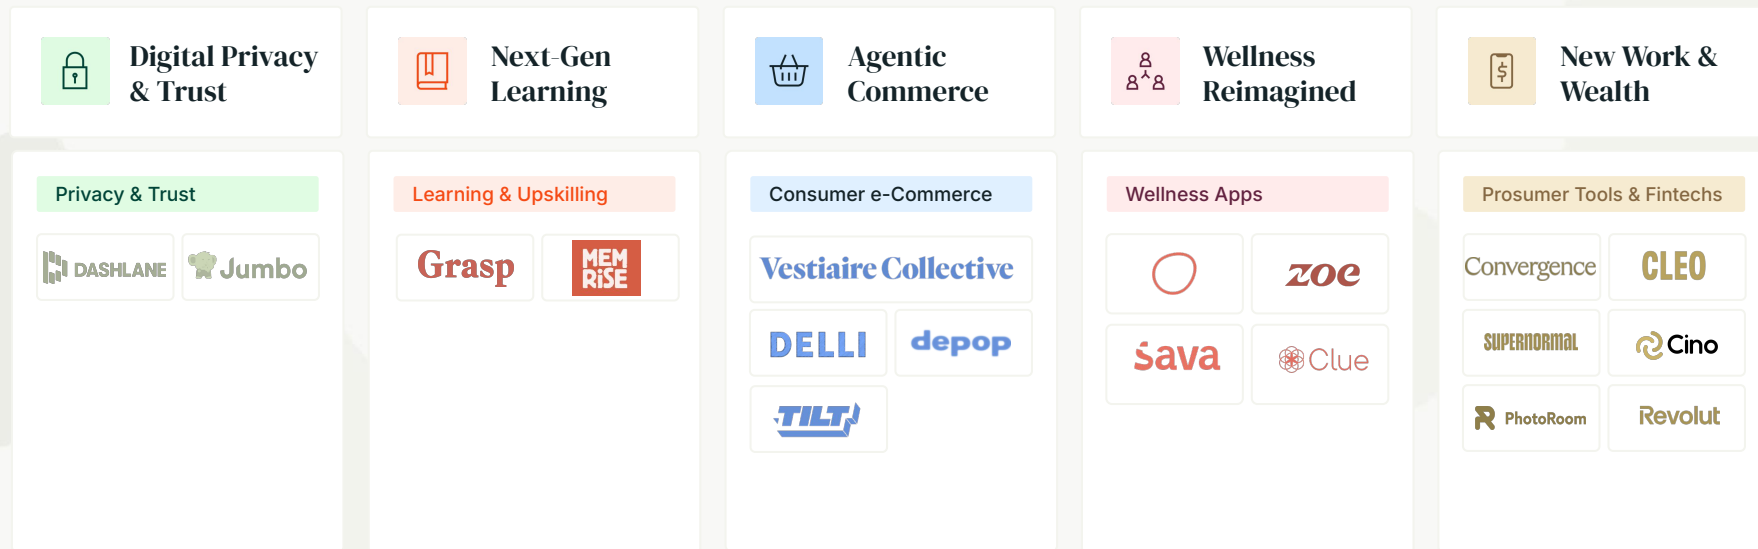 Digital Privacy
& Trust
Next-Gen
Learning
Agentic
Commerce
Wellness
Reimagined
New Work &
Wealth
Privacy & Trust
DASHLANE
Jumbo
Learning & Upskilling
Grasp
MEM
RiSE
Consumer e-Commerce
Vestiaire Collective
DELLI
depop
TILT
Wellness Apps
zoe
Sava
Clue
Prosumer Tools & Fintechs
Convergence
CLEO
SUPERNORMAL
Cino
PhotoRoom
Revolut